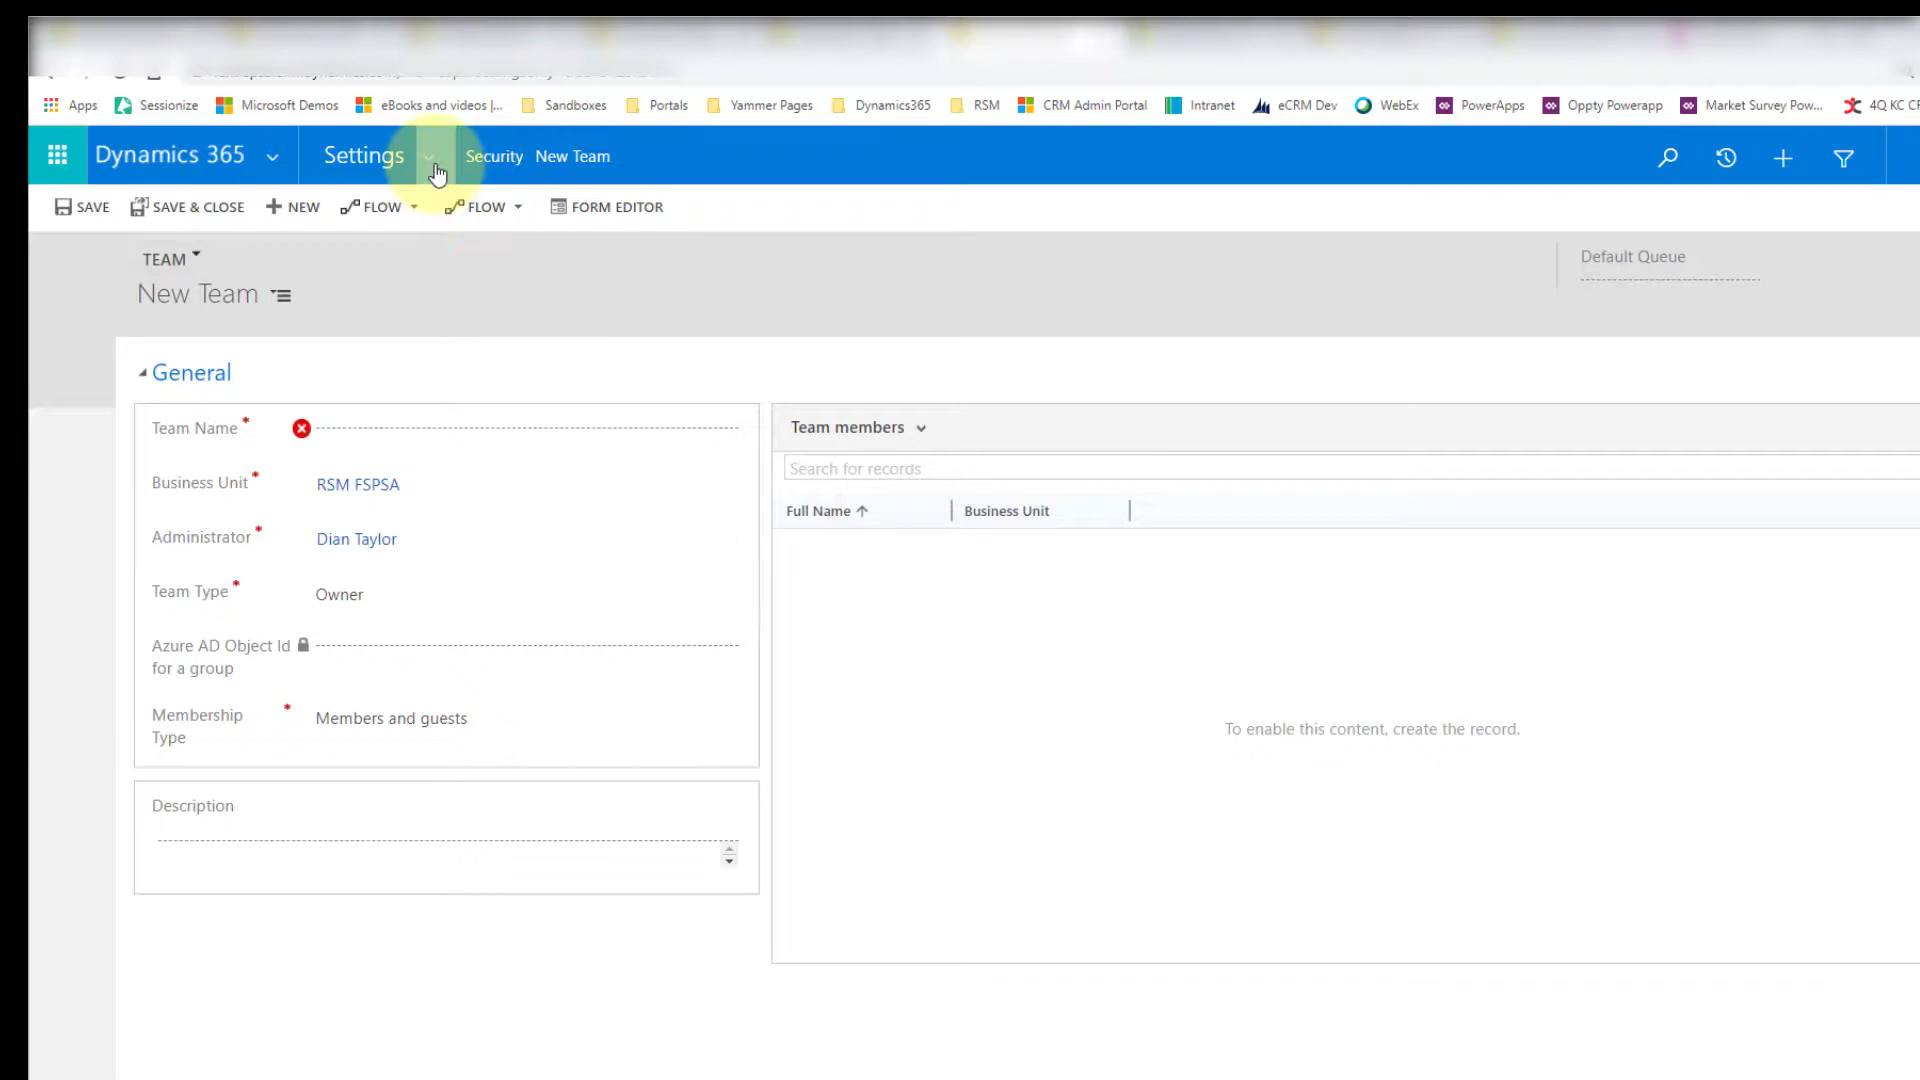 Apps Sessionize Microsoft Demos eBooks and videos |... Sandboxes Portals Yammer Pages Dynamics365 RSM CRM Admin Portal Intranet eCRM Dev WebEx PowerApps Oppty Powerapp Market Survey Pow... 4Q KC CR
Dynamics 365 Settings Security New Team
SAVE SAVE & CLOSE NEW FLOW FLOW FORM EDITOR
TEAM
New Team
Default Queue
General
Team Name *
Business Unit * RSM FSPSA
Administrator * Dian Taylor
Team Type * Owner
Azure AD Object Id
for a group
Membership * Members and guests
Type
Description
Team members
Search for records
Full Name Business Unit
To enable this content, create the record.